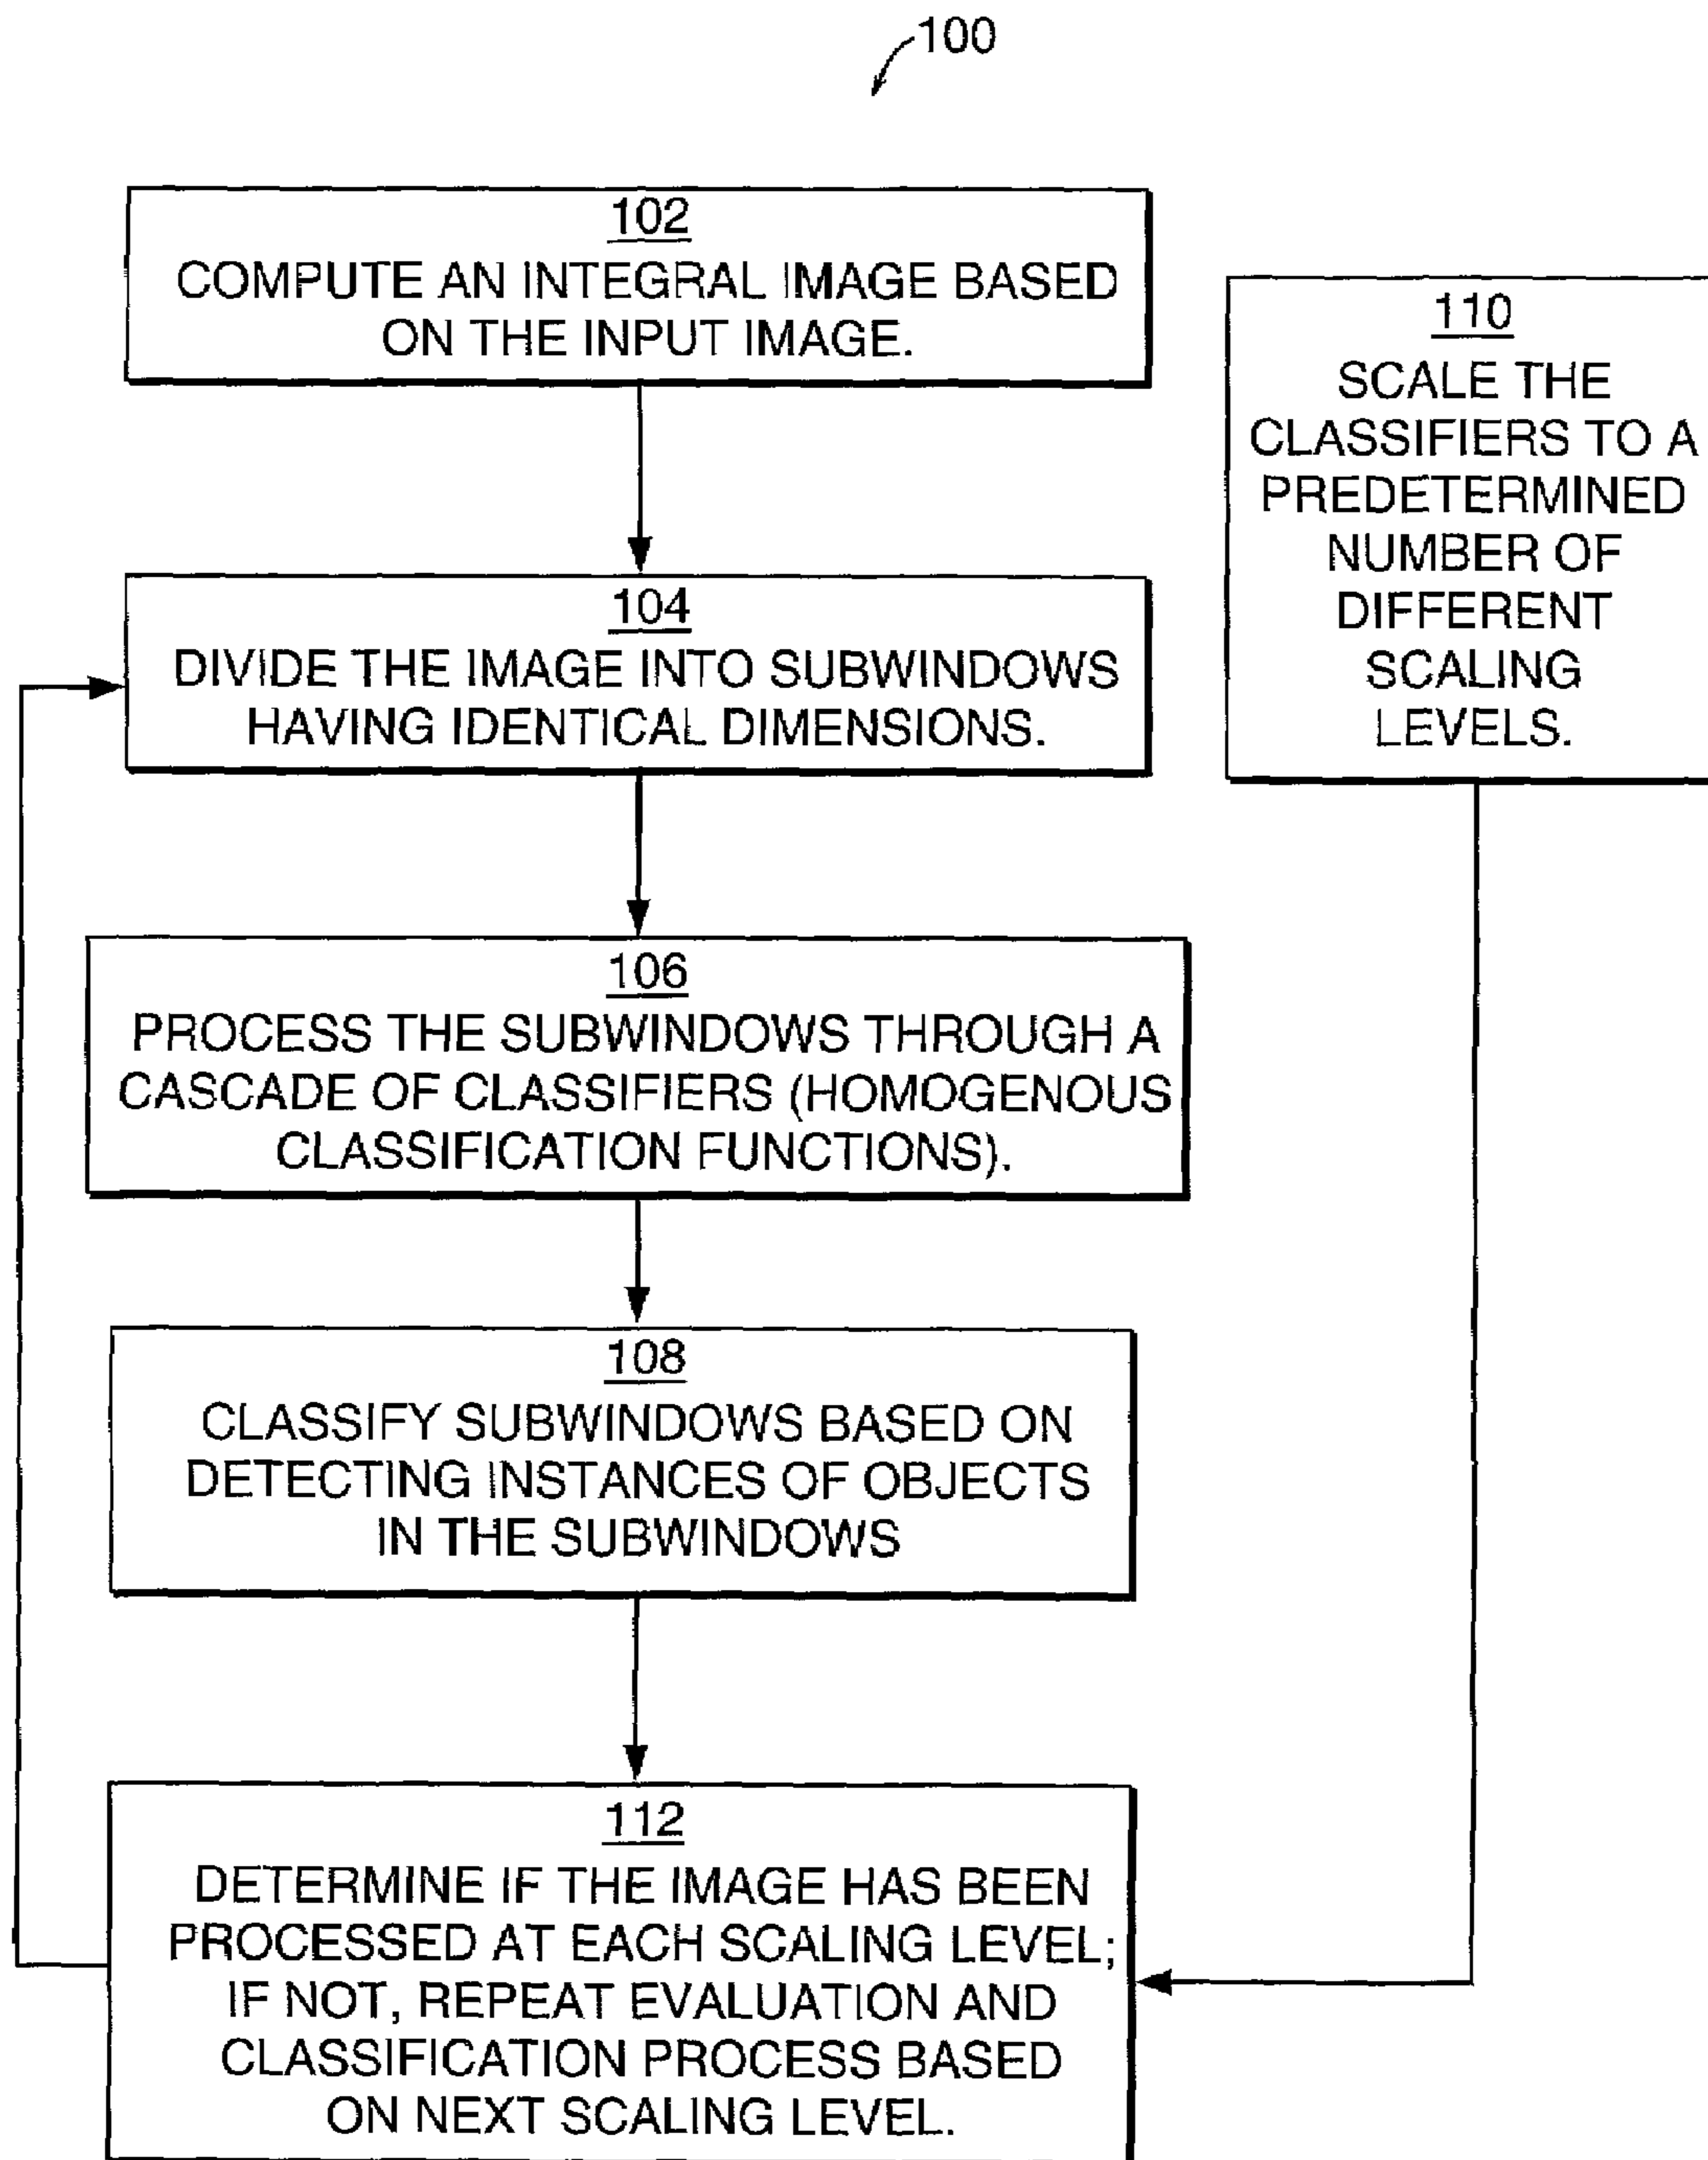 100
102
COMPUTE AN INTEGRAL IMAGE BASED
ON THE INPUT IMAGE.
104
DIVIDE THE IMAGE INTO SUBWINDOWS
HAVING IDENTICAL DIMENSIONS.
106
PROCESS THE SUBWINDOWS THROUGH A
CASCADE OF CLASSIFIERS (HOMOGENOUS
CLASSIFICATION FUNCTIONS).
108
CLASSIFY SUBWINDOWS BASED ON
DETECTING INSTANCES OF OBJECTS
IN THE SUBWINDOWS
110
SCALE THE
CLASSIFIERS TO A
PREDETERMINED
NUMBER OF
DIFFERENT
SCALING
LEVELS.
112
DETERMINE IF THE IMAGE HAS BEEN
PROCESSED AT EACH SCALING LEVEL;
IF NOT, REPEAT EVALUATION AND
CLASSIFICATION PROCESS BASED
ON NEXT SCALING LEVEL.